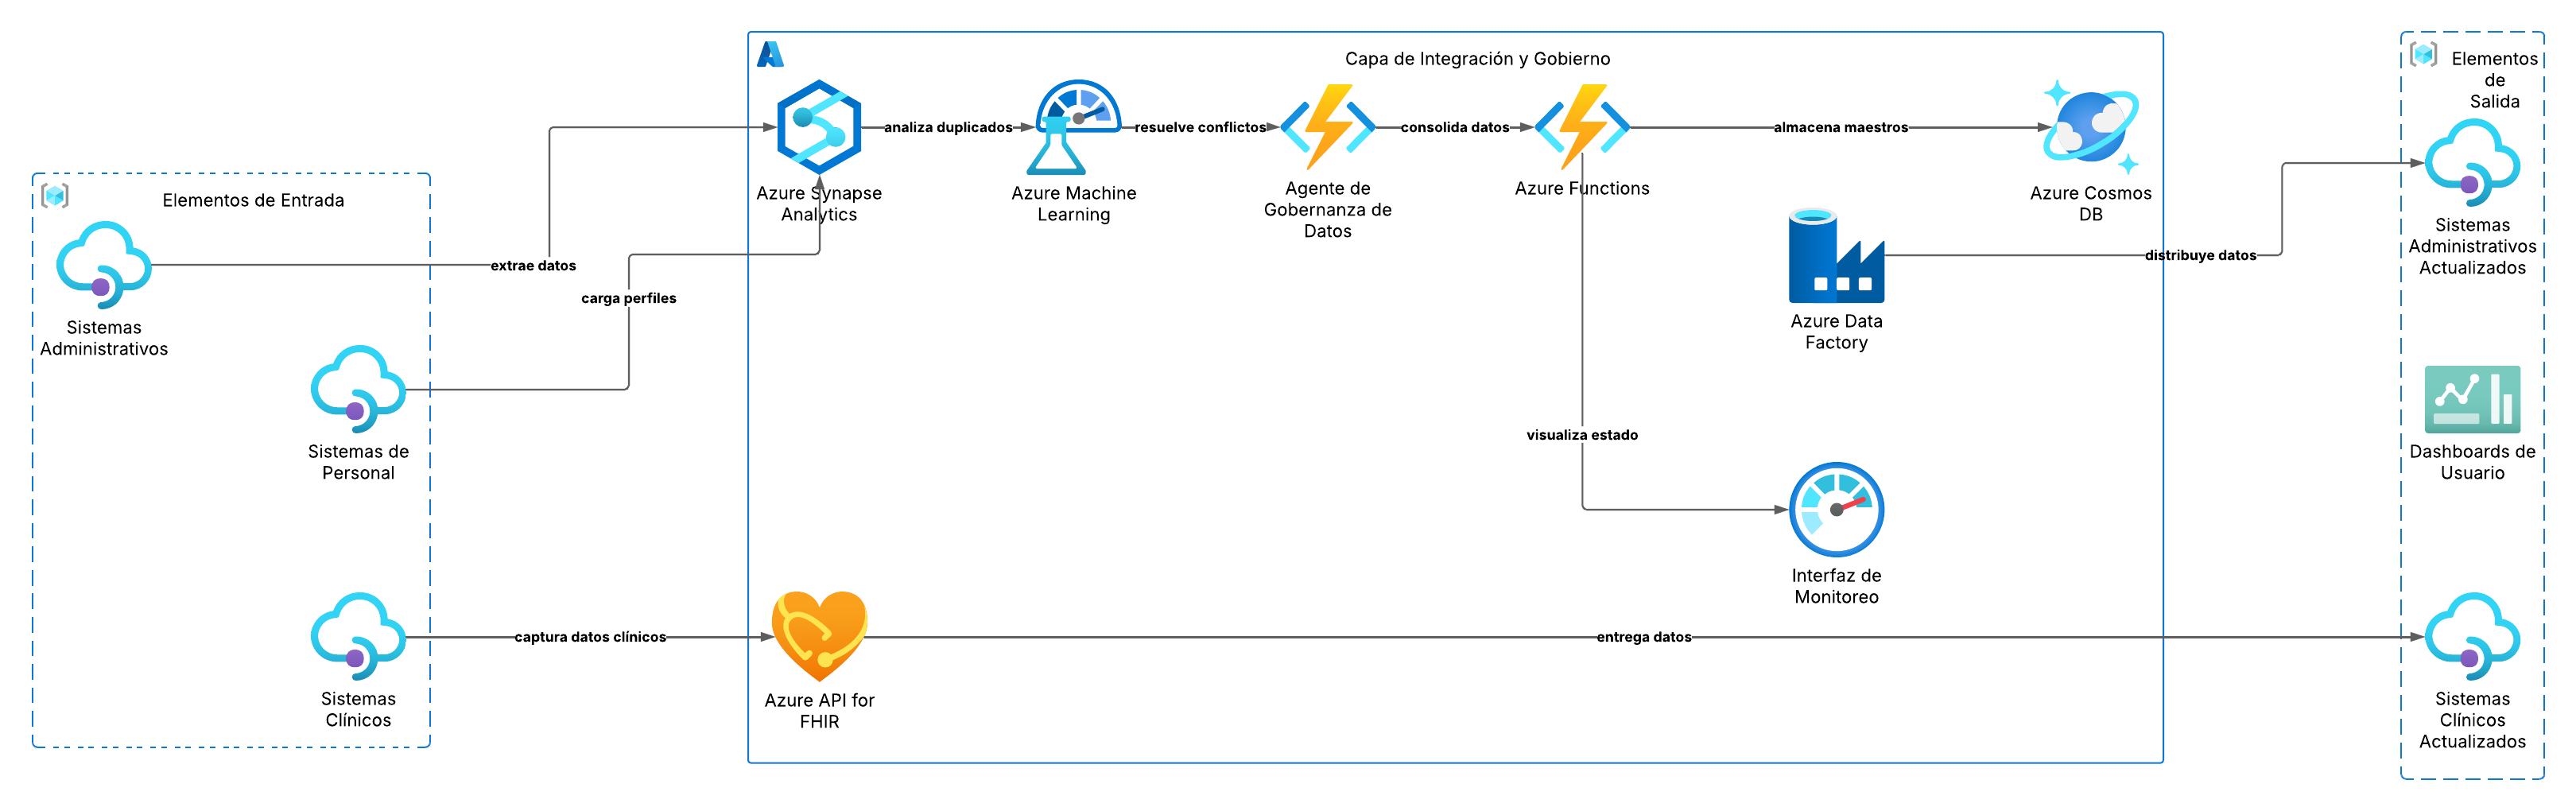 Elementos de Entrada
Sistemas
Administrativos
Sistemas de
Personal
Sistemas
Clínicos
extrae datos
carga perfiles
captura datos clínicos
Capa de Integración y Gobierno
Azure Synapse
Analytics
analiza duplicados
Azure Machine
Learning
resuelve conflictos
Agente de
Gobernanza de
Datos
consolida datos
Azure Functions
almacena maestros
Azure Cosmos
DB
Azure Data
Factory
distribuye datos
visualiza estado
Interfaz de
Monitoreo
Azure API for
FHIR
entrega datos
Elementos
de
Salida
Sistemas
Administrativos
Actualizados
Dashboards de
Usuario
Sistemas
Clínicos
Actualizados